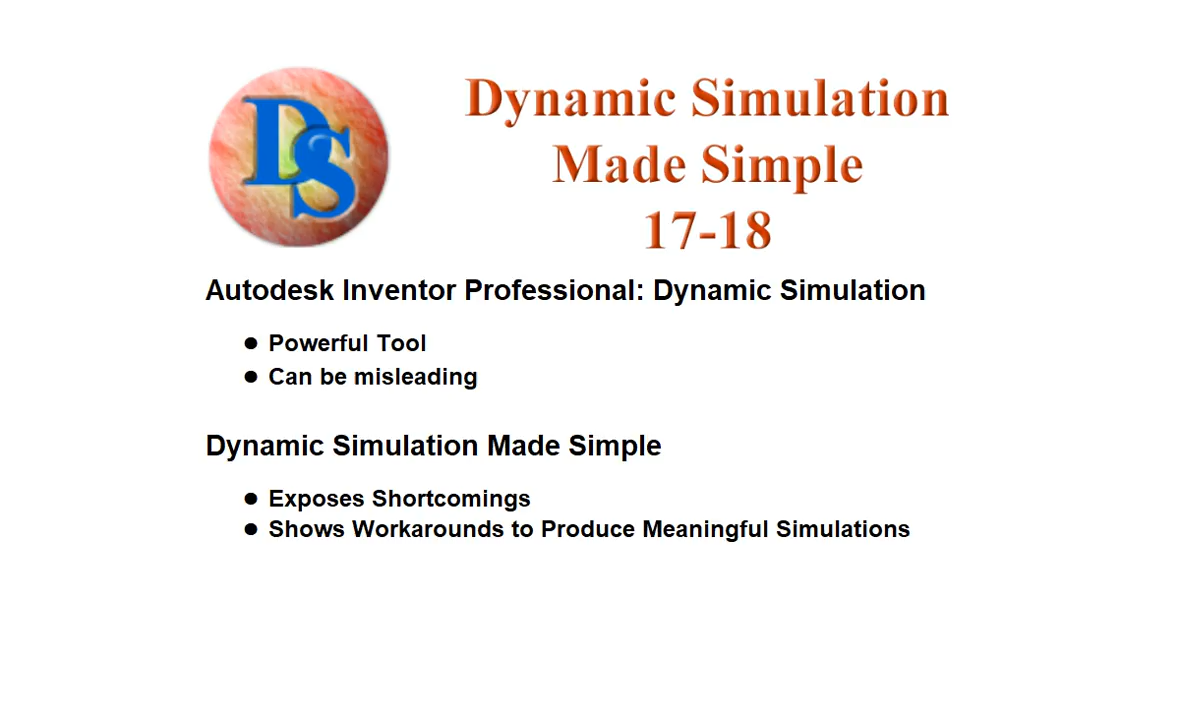 DS
Dynamic Simulation
Made Simple
17-18
Autodesk Inventor Professional: Dynamic Simulation
● Powerful Tool
● Can be misleading
Dynamic Simulation Made Simple
● Exposes Shortcomings
● Shows Workarounds to Produce Meaningful Simulations